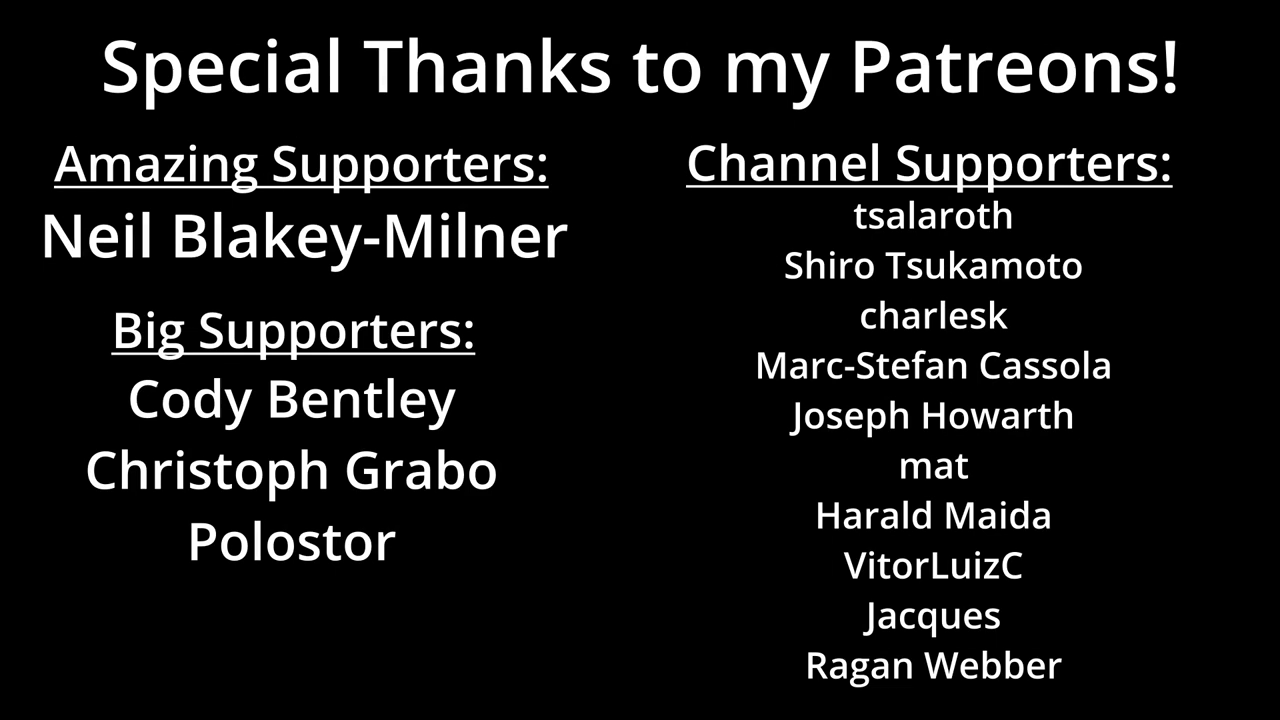 Special Thanks to my Patreons!
Amazing Supporters:
Neil Blakey-Milner
Big Supporters:
Cody Bentley
Christoph Grabo
Polostor
Channel Supporters:
tsalaroth
Shiro Tsukamoto
charlesk
Marc-Stefan Cassola
Joseph Howarth
mat
Harald Maida
VitorLuizC
Jacques
Ragan Webber